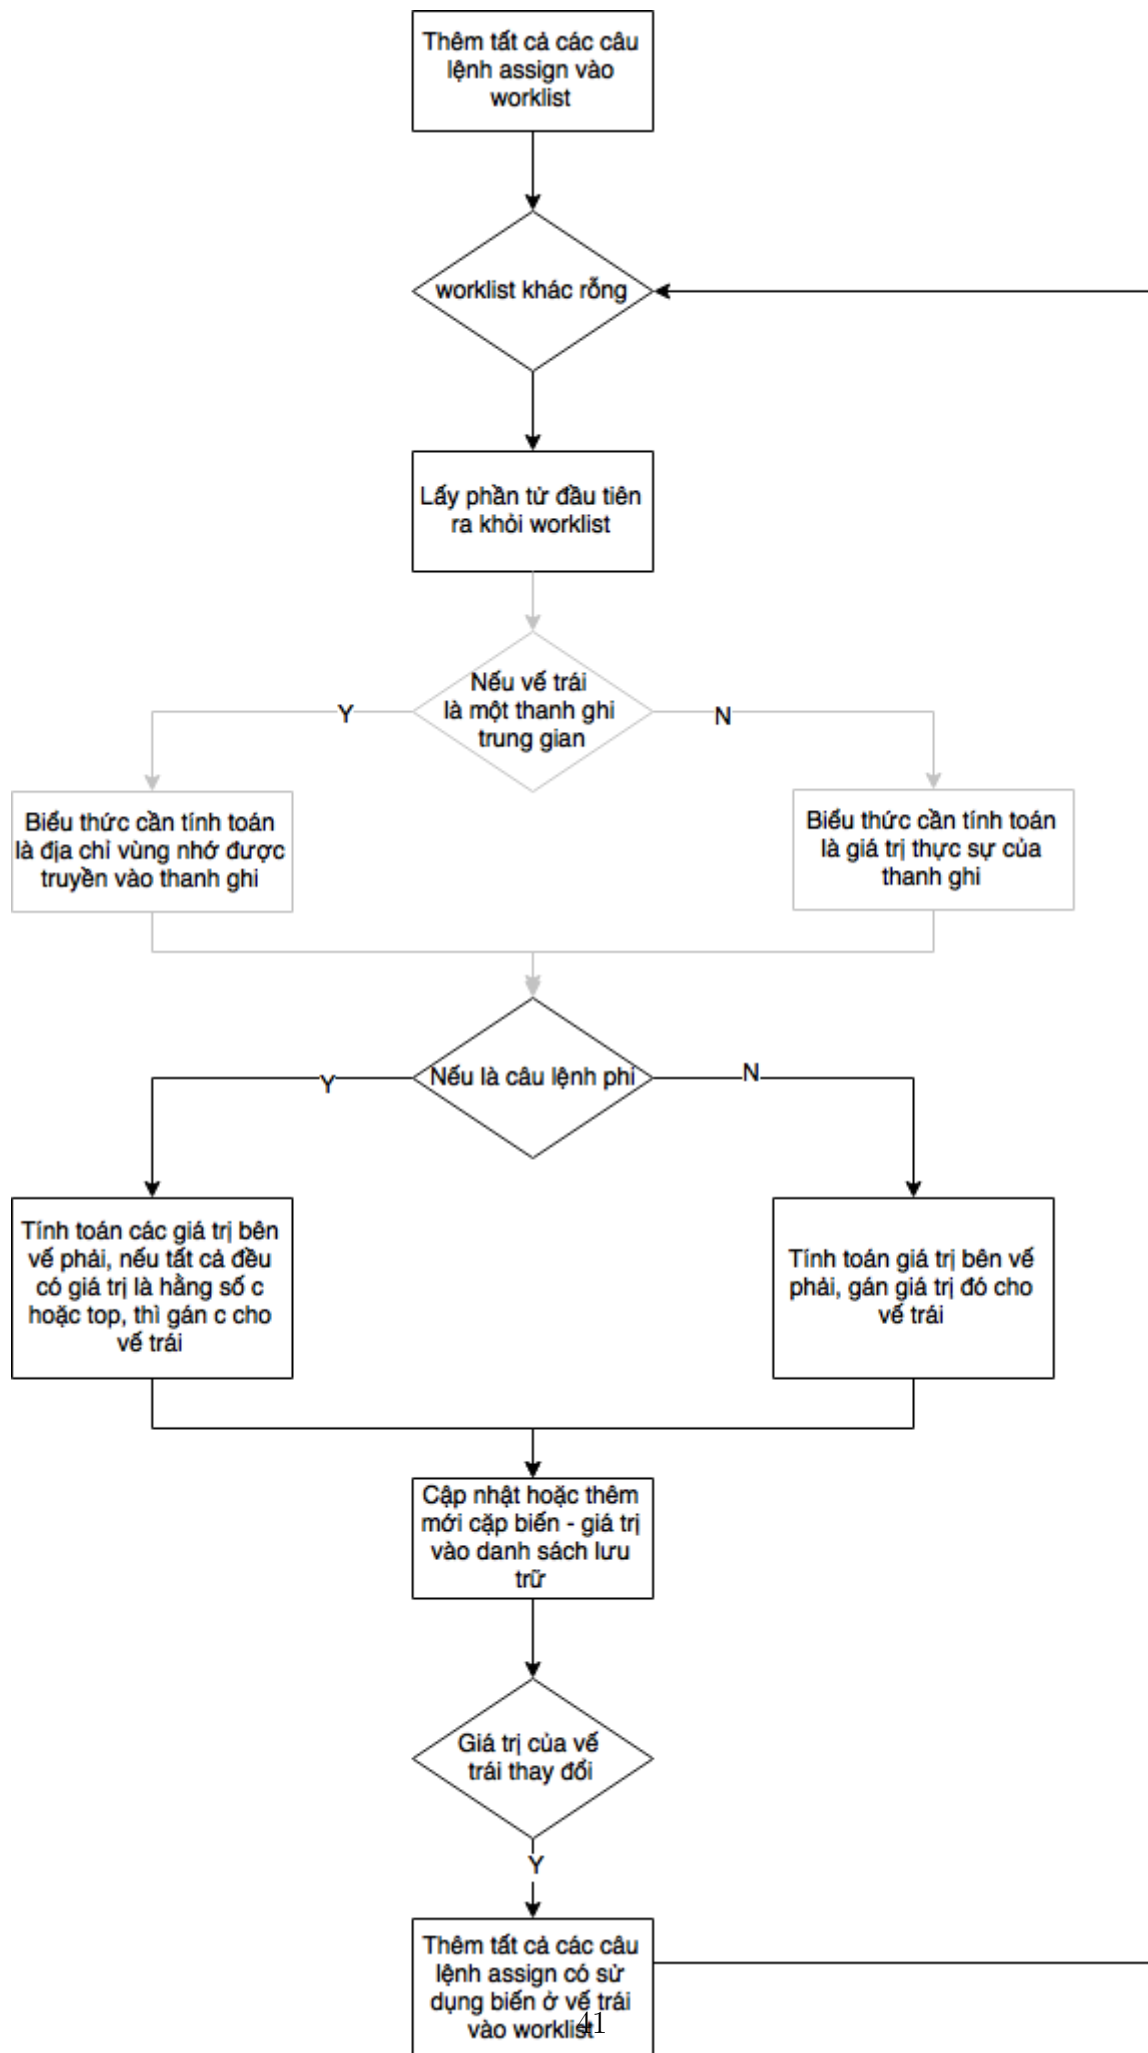 Thêm tất cả các câu
lệnh assign vào
worklist
worklist khác rỗng
Lấy phần tử đầu tiên
ra khỏi worklist
Nếu vế trái
là một thanh ghi
trung gian
Y
N
Biểu thức cần tính toán
là địa chỉ vùng nhớ được
truyền vào thanh ghi
Biểu thức cần tính toán
là giá trị thực sự của
thanh ghi
Nếu là câu lệnh phi
Y
N
Tính toán các giá trị bên
vế phải, nếu tất cả đều
có giá trị là hằng số c
hoặc top, thì gán c cho
vế trái
Tính toán giá trị bên vế
phải, gán giá trị đó cho
vế trái
Cập nhật hoặc thêm
mới cặp biến - giá trị
vào danh sách lưu
trữ
Giá trị của vế
trái thay đổi
Y
Thêm tất cả các câu
lệnh assign có sử
dụng biến ở vế trái
vào worklist
41